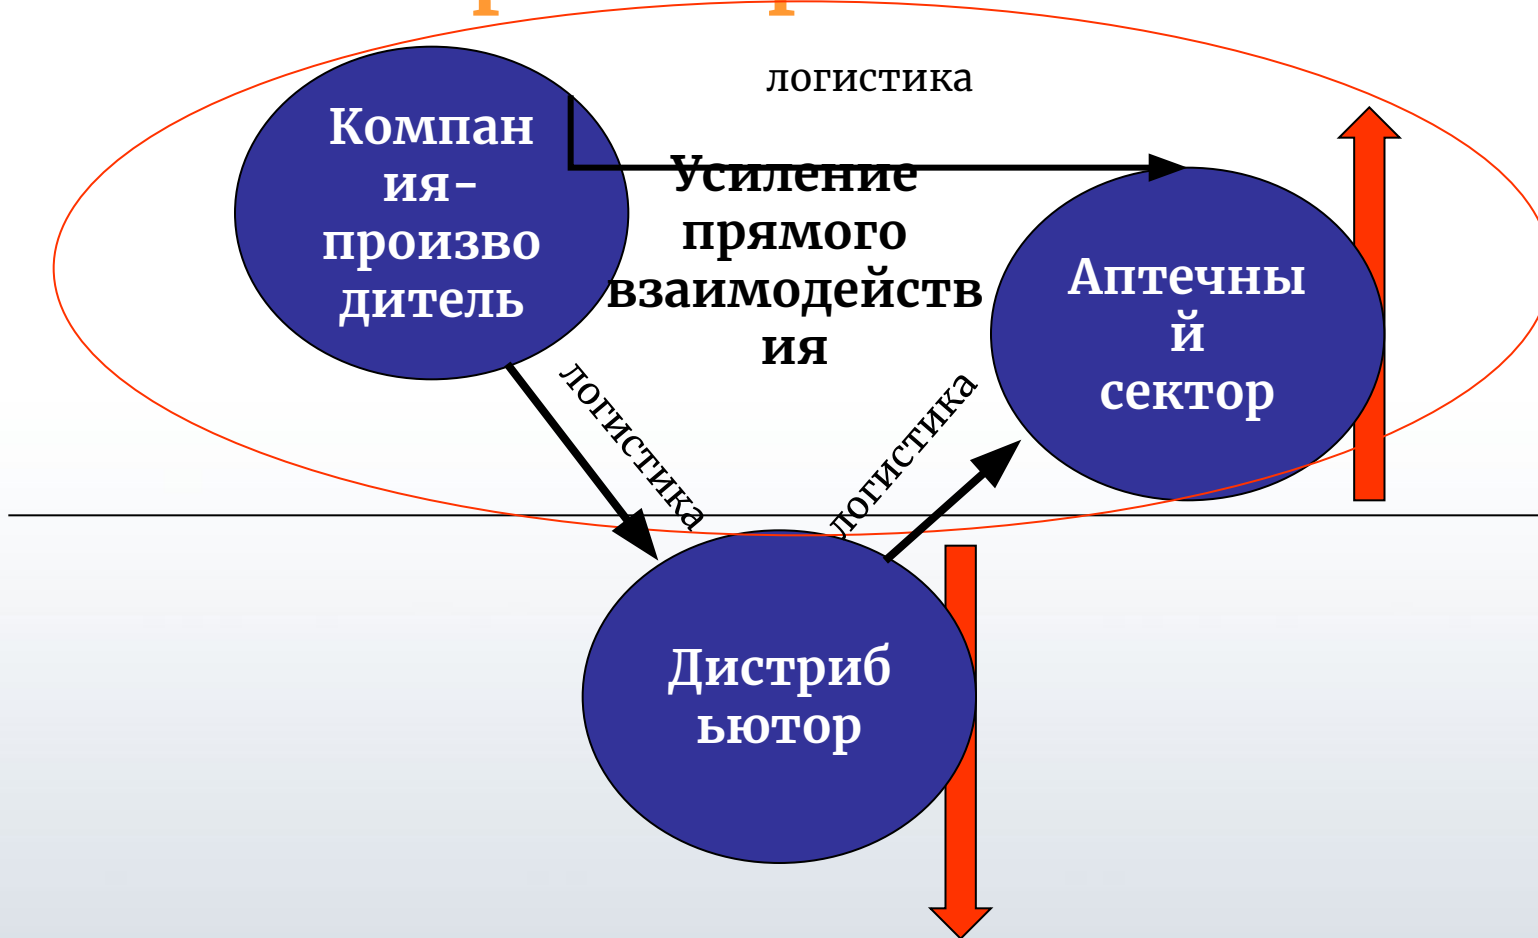 логистика
Компан
ия-
произво
дитель
Усиление
прямого
взаимодейств
ия
Аптечны
й
сектор
логистика
логистика
Дистриб
ьютор